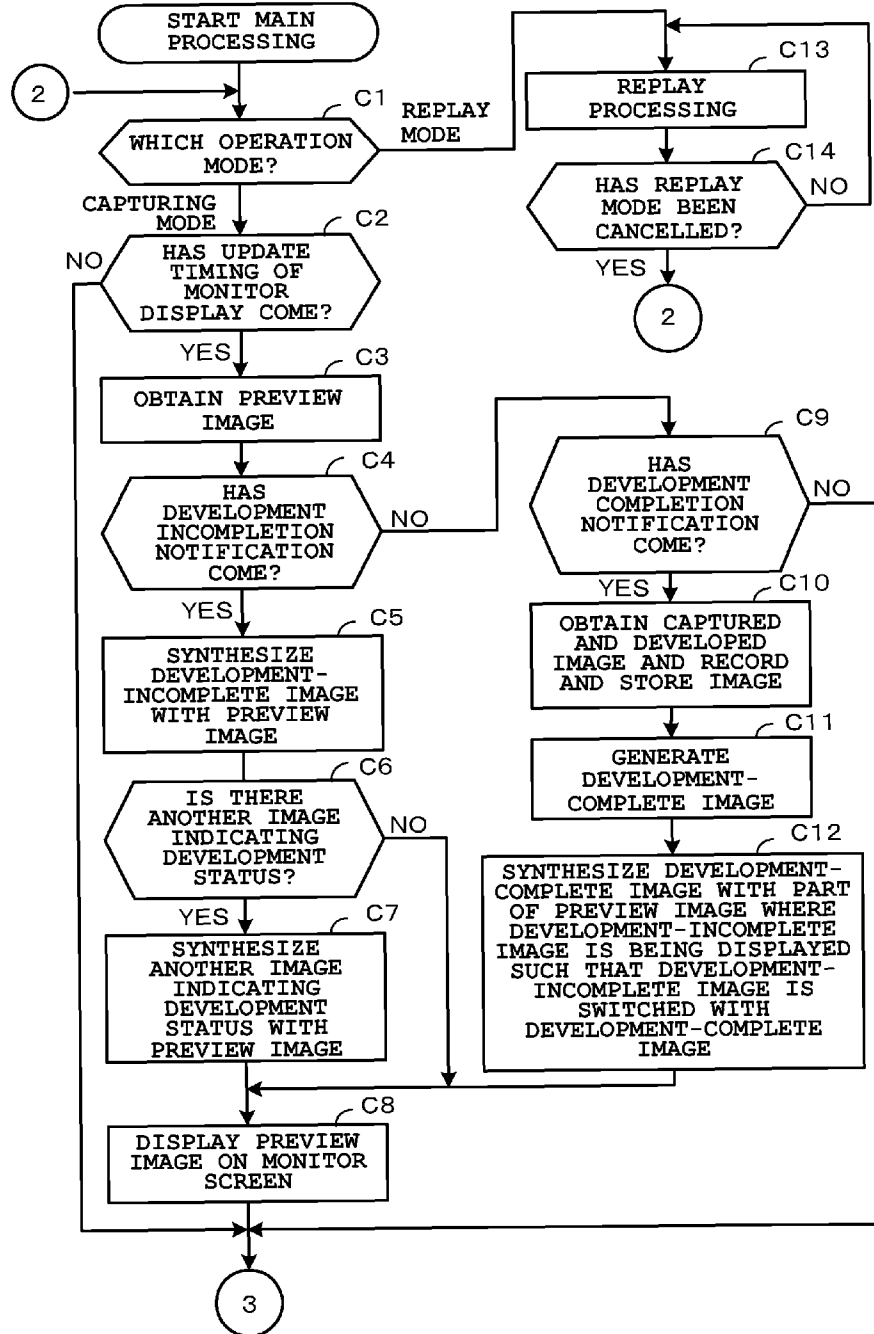 START MAIN
PROCESSING
2
C1
WHICH OPERATION
MODE?
REPLAY
MODE
C13
REPLAY
PROCESSING
C14
HAS REPLAY
MODE BEEN
CANCELLED?
NO
YES
2
CAPTURING
MODE
C2
NO
HAS UPDATE
TIMING OF
MONITOR
DISPLAY COME?
YES
C3
OBTAIN PREVIEW
IMAGE
C4
HAS
DEVELOPMENT
INCOMPLETION
NOTIFICATION
COME?
NO
YES
C5
SYNTHESIZE
DEVELOPMENT-
INCOMPLETE IMAGE
WITH PREVIEW
IMAGE
C6
IS THERE
ANOTHER IMAGE
INDICATING
DEVELOPMENT
STATUS?
NO
YES
C7
SYNTHESIZE
ANOTHER IMAGE
INDICATING
DEVELOPMENT
STATUS WITH
PREVIEW IMAGE
C9
HAS
DEVELOPMENT
COMPLETION
NOTIFICATION
COME?
NO
YES
C10
OBTAIN CAPTURED
AND DEVELOPED
IMAGE AND RECORD
AND STORE IMAGE
C11
GENERATE
DEVELOPMENT-
COMPLETE IMAGE
C12
SYNTHESIZE DEVELOPMENT-
COMPLETE IMAGE WITH PART
OF PREVIEW IMAGE WHERE
DEVELOPMENT-INCOMPLETE
IMAGE IS BEING DISPLAYED
SUCH THAT DEVELOPMENT-
INCOMPLETE IMAGE IS
SWITCHED WITH
DEVELOPMENT-COMPLETE
IMAGE
C8
DISPLAY PREVIEW
IMAGE ON MONITOR
SCREEN
3